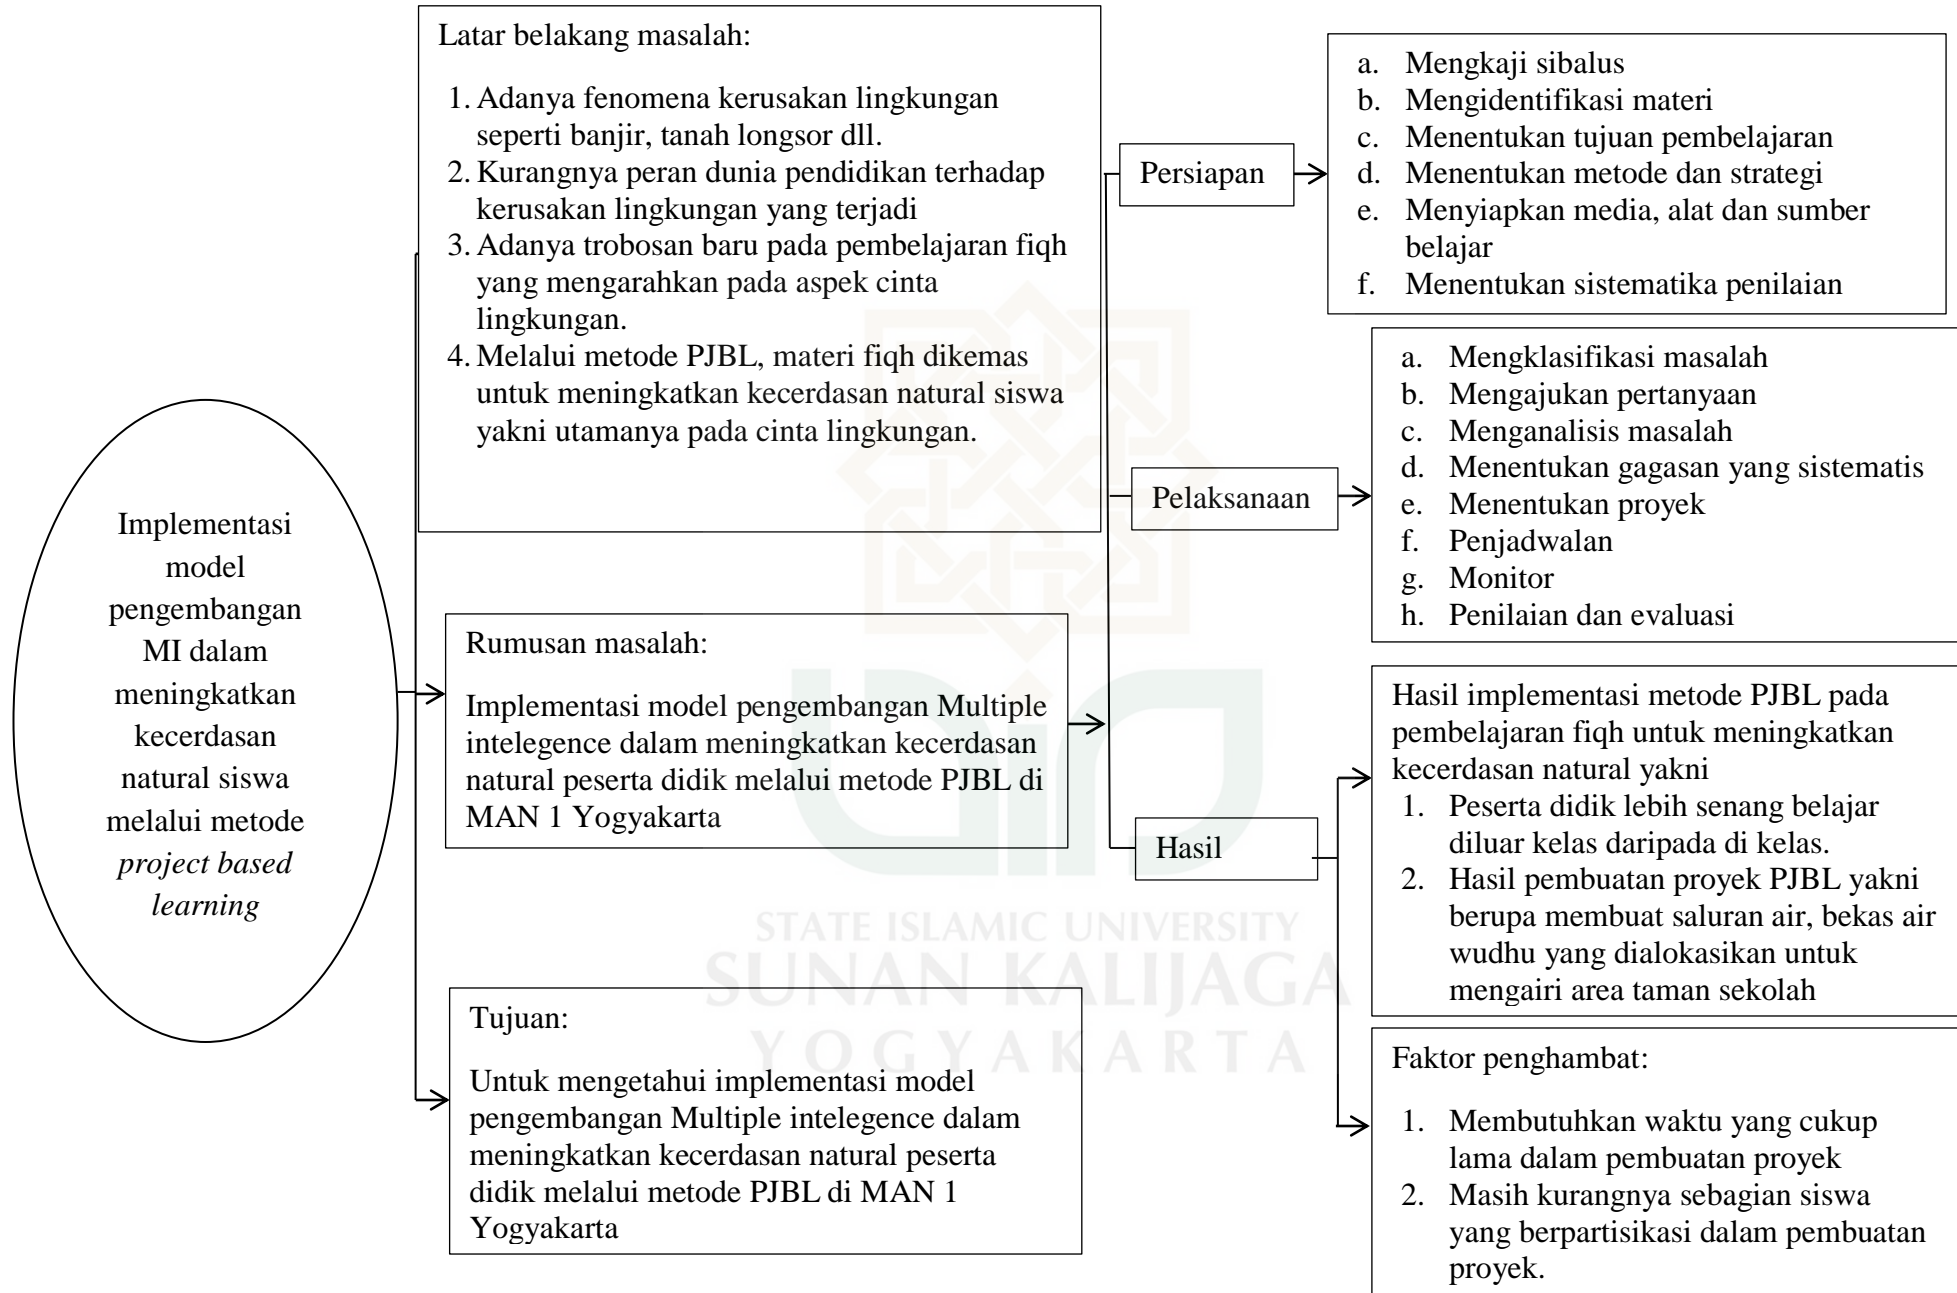 Implementasi
model
pengembangan
MI dalam
meningkatkan
kecerdasan
natural siswa
melalui metode
project based
learning
Latar belakang masalah:
1. Adanya fenomena kerusakan lingkungan
seperti banjir, tanah longsor dll.
2. Kurangnya peran dunia pendidikan terhadap
kerusakan lingkungan yang terjadi
3. Adanya trobosan baru pada pembelajaran fiqh
yang mengarahkan pada aspek cinta
lingkungan.
4. Melalui metode PJBL, materi fiqh dikemas
untuk meningkatkan kecerdasan natural siswa
yakni utamanya pada cinta lingkungan.
Rumusan masalah:
Implementasi model pengembangan Multiple
intelegence dalam meningkatkan kecerdasan
natural peserta didik melalui metode PJBL di
MAN 1 Yogyakarta
Tujuan:
Untuk mengetahui implementasi model
pengembangan Multiple intelegence dalam
meningkatkan kecerdasan natural peserta
didik melalui metode PJBL di MAN 1
Yogyakarta
Persiapan
a. Mengkaji sibalus
b. Mengidentifikasi materi
c. Menentukan tujuan pembelajaran
d. Menentukan metode dan strategi
e. Menyiapkan media, alat dan sumber
belajar
f. Menentukan sistematika penilaian
Pelaksanaan
a. Mengklasifikasi masalah
b. Mengajukan pertanyaan
c. Menganalisis masalah
d. Menentukan gagasan yang sistematis
e. Menentukan proyek
f. Penjadwalan
g. Monitor
h. Penilaian dan evaluasi
Hasil
Hasil implementasi metode PJBL pada
pembelajaran fiqh untuk meningkatkan
kecerdasan natural yakni
1. Peserta didik lebih senang belajar
diluar kelas daripada di kelas.
2. Hasil pembuatan proyek PJBL yakni
berupa membuat saluran air, bekas air
wudhu yang dialokasikan untuk
mengairi area taman sekolah
Faktor penghambat:
1. Membutuhkan waktu yang cukup
lama dalam pembuatan proyek
2. Masih kurangnya sebagian siswa
yang berpartisikasi dalam pembuatan
proyek.
STATE ISLAMIC UNIVERSITY
SUNAN KALIJAGA
YOGYAKARTA